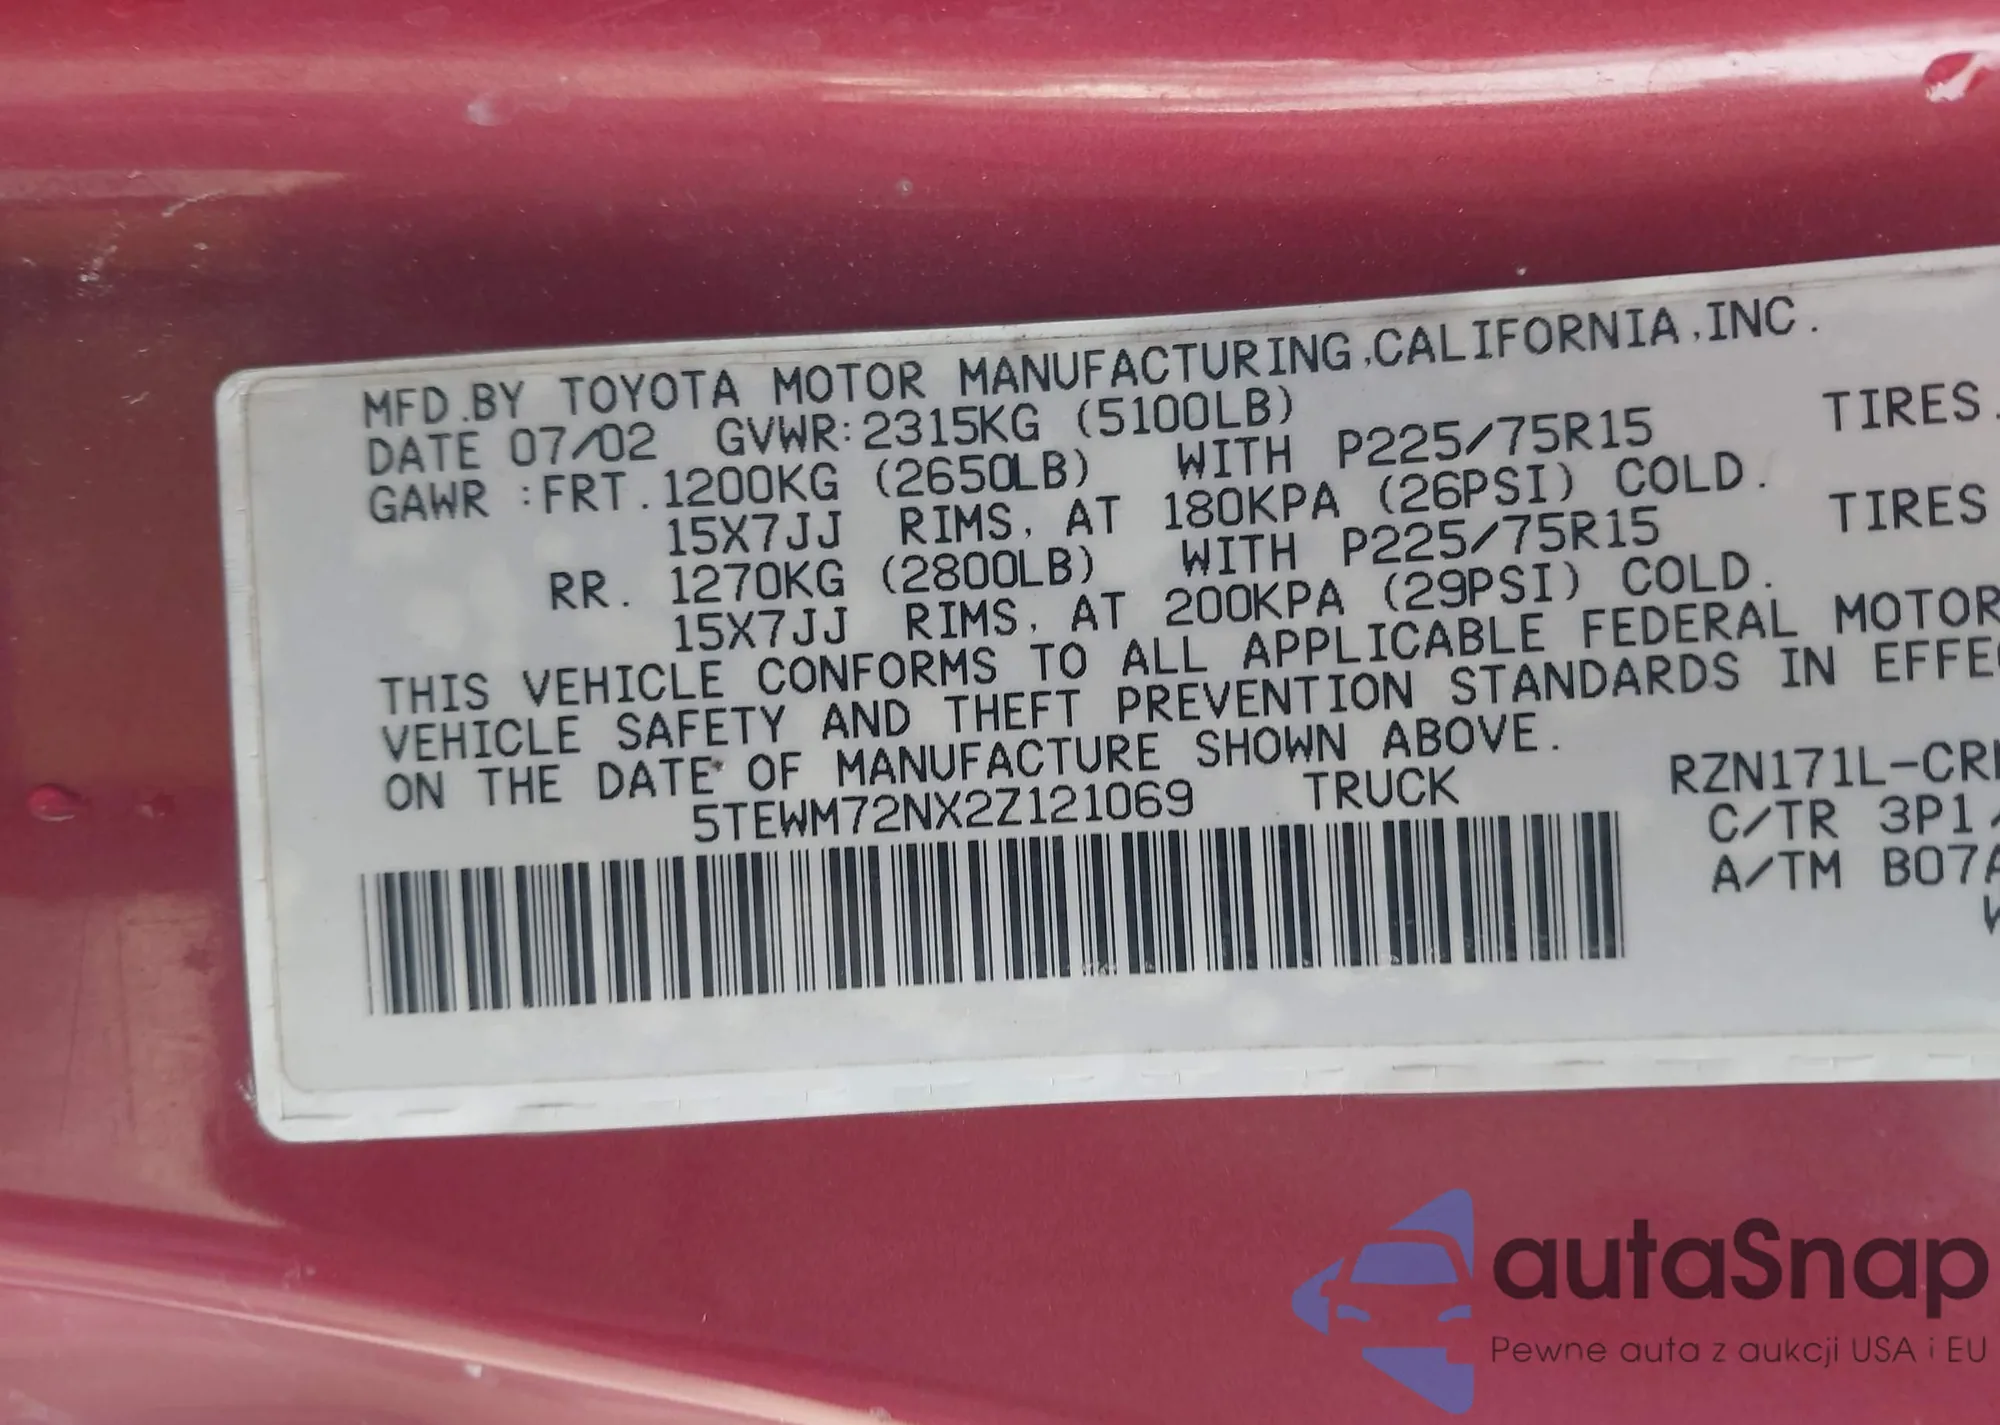 MFD.BY TOYOTA MOTOR MANUFACTURING,CALIFORNIA,INC.
DATE 07/02 GVWR:2315KG (5100LB)
GAWR :FRT. 1200KG (2650LB) WITH P225/75R15 TIRES.
15X7JJ RIMS, AT 180KPA (26PSI) COLD.
RR. 1270KG (2800LB) WITH P225/75R15 TIRES
15X7JJ RIMS, AT 200KPA (29PSI) COLD.
THIS VEHICLE CONFORMS TO ALL APPLICABLE FEDERAL MOTOR
VEHICLE SAFETY AND THEFT PREVENTION STANDARDS IN
ON THE DATE OF MANUFACTURE SHOWN ABOVE.
5TEWM72NX2Z121069 TRUCK
C/TR 3P1
A/TM
autaSnap
Pewne auta z aukcji USA i EU